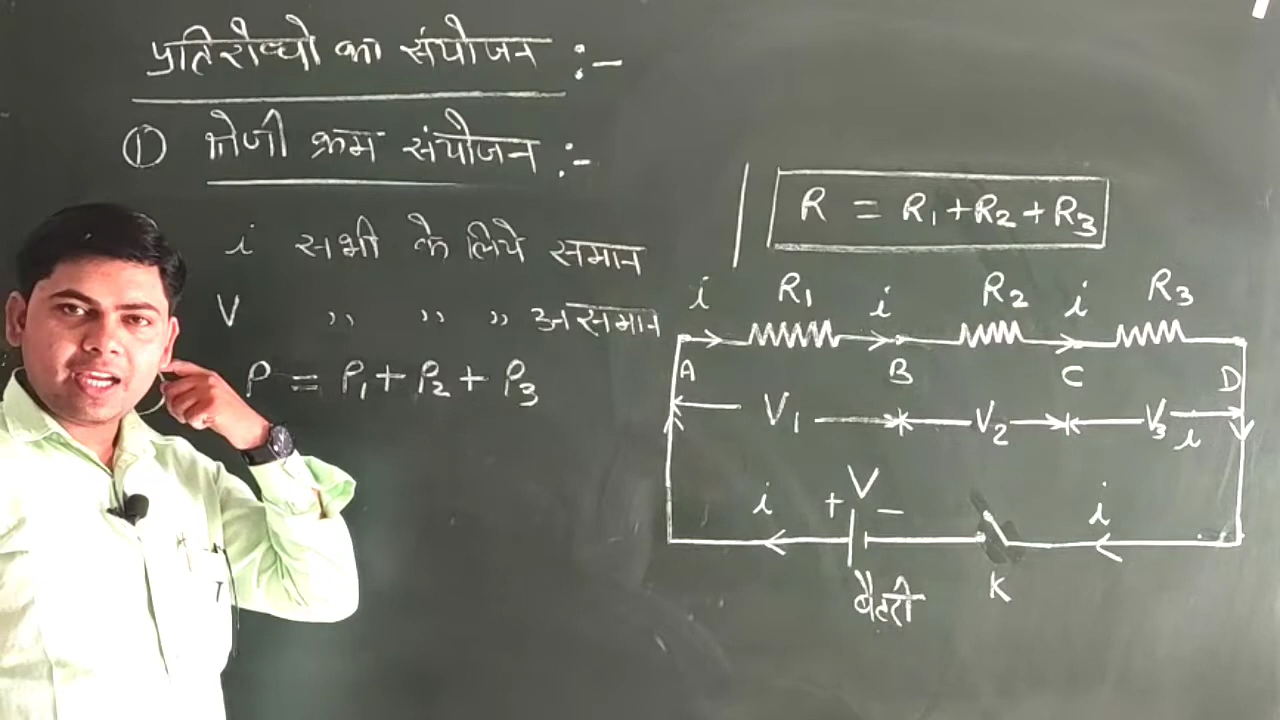 प्रतिरोधो का संयोजन :-
① श्रेणी क्रम संयोजन :-
i सभी के लिये समान
V ,, ,, ,, असमान
P = P₁ + P₂ + P₃
R = R₁ + R₂ + R₃
i R₁ i R₂ i R₃
A B C D
V₁ V₂ V₃ i
i + V − i
बैटरी K